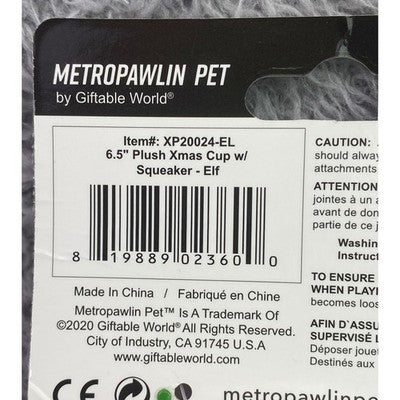 METROPAWLIN PET
by Giftable World®
Item#: XP20024-EL
6.5" Plush Xmas Cup w/
Squeaker - Elf
8 19889 02360 0
Made In China / Fabriqué en Chine
Metropawlin Pet™ Is A Trademark Of
©2020 Giftable World® All Rights Reserved.
City of Industry, CA 91745 U.S.A
www.giftableworld.com
CE
CAUTION:
should alway
attachments
ATTENTION
jointes à un a
avant de don
partie de ce j
Washin
Instruct
TO ENSURE
WHEN PLAYI
becomes loos
AFIN D`ASSU
SUPERVISÉ L
Déposer jouet
Destinés aux
metropawlinpe